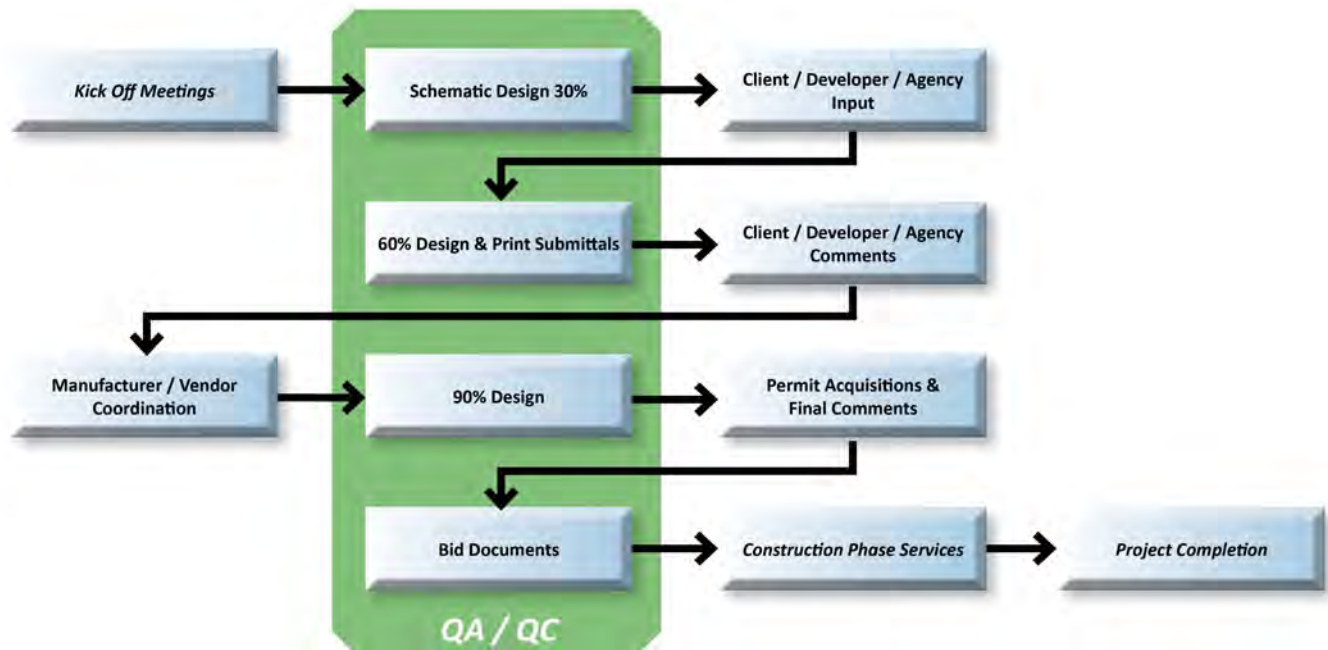 Kick Off Meetings
Schematic Design 30%
Client / Developer / Agency
Input
60% Design & Print Submittals
Client / Developer / Agency
Comments
Manufacturer / Vendor
Coordination
90% Design
Permit Acquisitions &
Final Comments
Bid Documents
Construction Phase Services
Project Completion
QA / QC